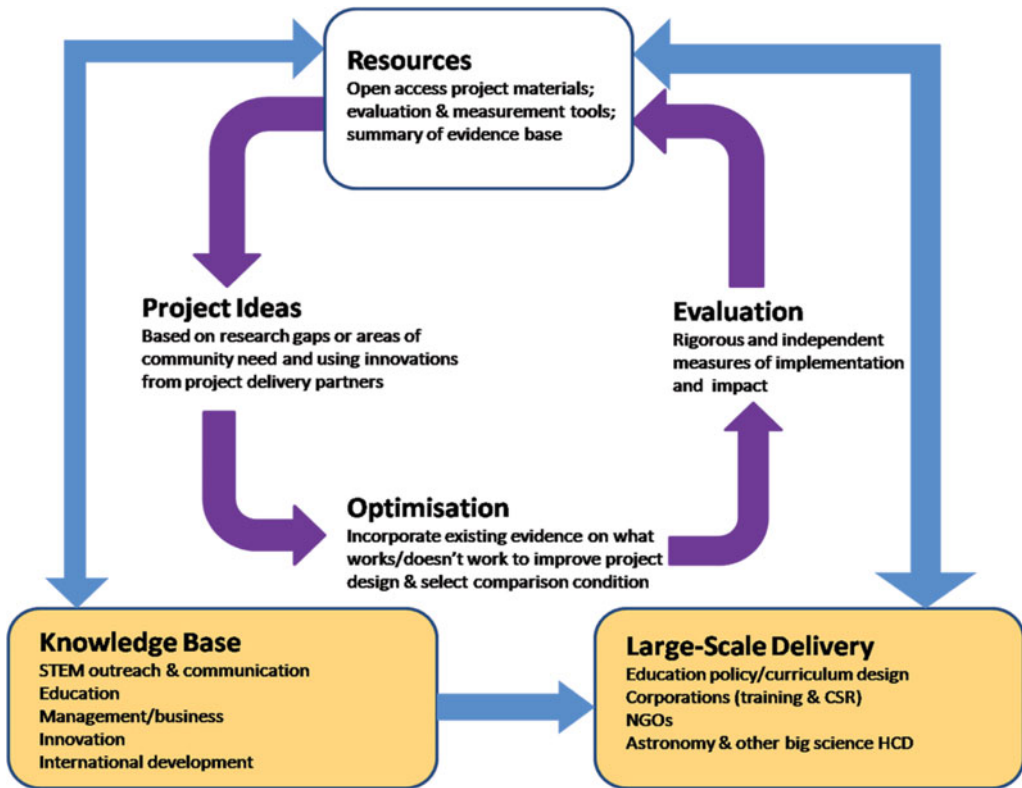 Resources
Open access project materials;
evaluation & measurement tools;
summary of evidence base
Project Ideas
Based on research gaps or areas of
community need and using innovations
from project delivery partners
Evaluation
Rigorous and independent
measures of implementation
and impact
Optimisation
Incorporate existing evidence on what
works/doesn't work to improve project
design & select comparison condition
Knowledge Base
STEM outreach & communication
Education
Management/business
Innovation
International development
Large-Scale Delivery
Education policy/curriculum design
Corporations (training & CSR)
NGOs
Astronomy & other big science HCD